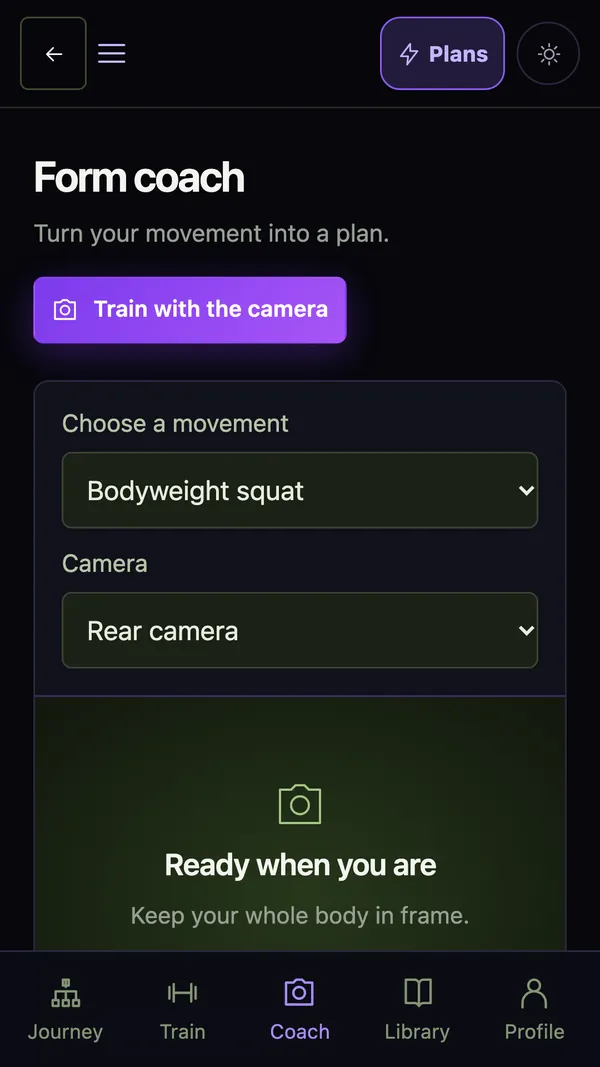 Plans
Form coach
Turn your movement into a plan.
Train with the camera
Choose a movement
Bodyweight squat
Camera
Rear camera
Ready when you are
Keep your whole body in frame.
Journey
Train
Coach
Library
Profile